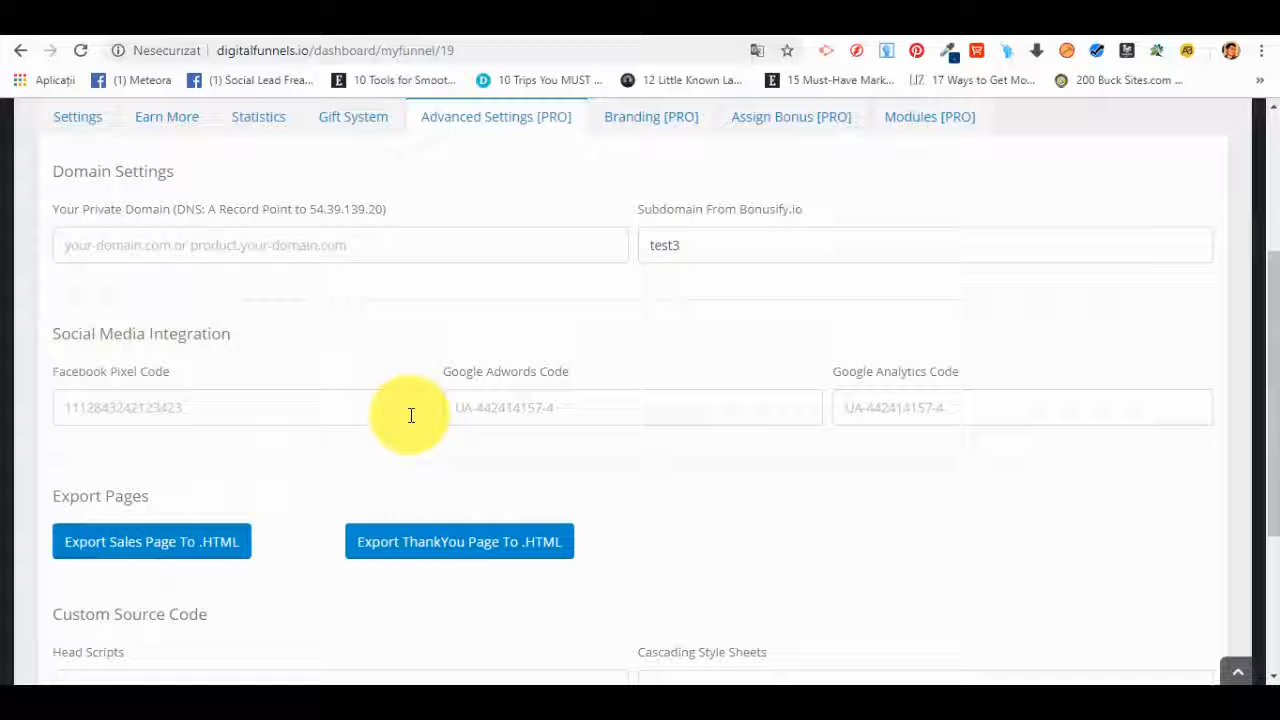 Nesecurizat digitalfunnels.io/dashboard/myfunnel/19
Aplicații (1) Meteora (1) Social Lead Frea... 10 Tools for Smoot... 10 Trips You MUST ... 12 Little Known La... 15 Must-Have Mark... 17 Ways to Get Mo... 200 Buck Sites.com ... »
Settings Earn More Statistics Gift System Advanced Settings [PRO] Branding [PRO] Assign Bonus [PRO] Modules [PRO]
Domain Settings
Your Private Domain (DNS: A Record Point to 54.39.139.20) Subdomain From Bonusify.io
your-domain.com or product.your-domain.com test3
Social Media Integration
Facebook Pixel Code Google Adwords Code Google Analytics Code
1112843242123423 UA-442414157-4 UA-442414157-4
Export Pages
Export Sales Page To .HTML Export ThankYou Page To .HTML
Custom Source Code
Head Scripts Cascading Style Sheets